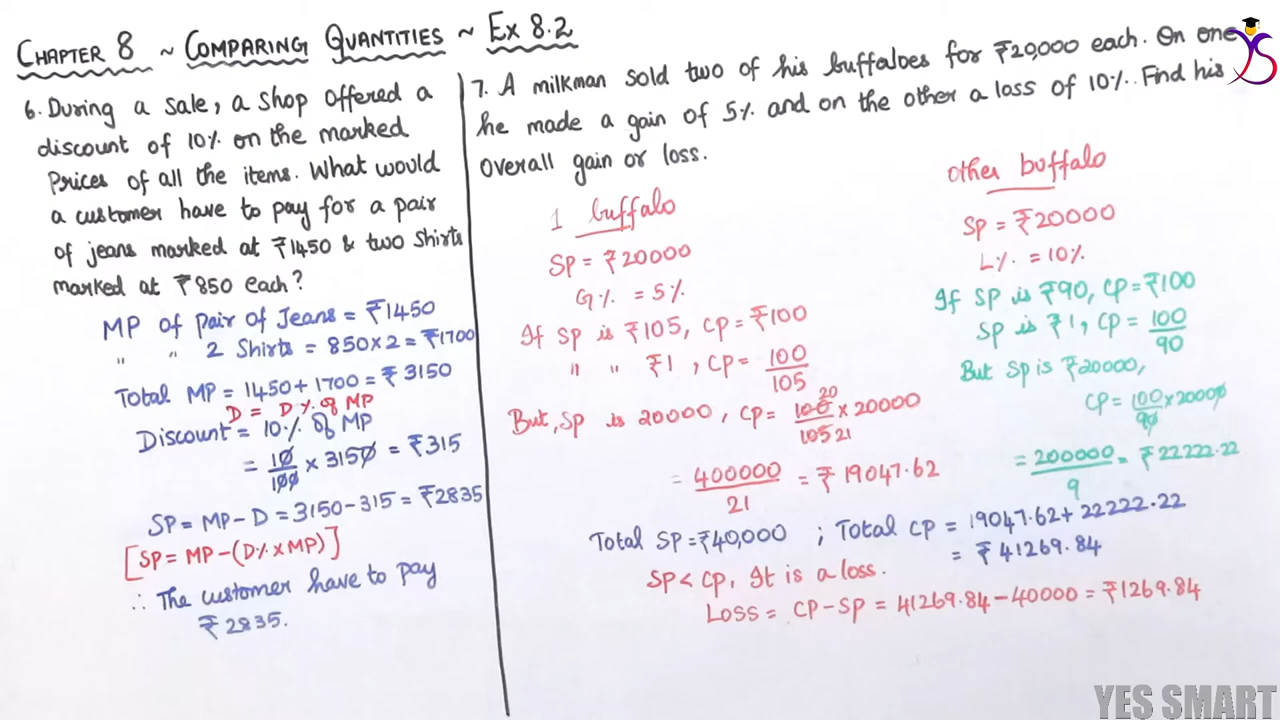 CHAPTER 8 ~ COMPARING QUANTITIES ~ Ex 8.2
6. During a sale, a shop offered a
discount of 10% on the marked
Prices of all the items. What would
a customer have to pay for a pair
of jeans marked at ₹1450 & two shirts
marked at ₹850 each?
MP of pair of Jeans = ₹1450
" " 2 Shirts = 850×2 = ₹1700
Total MP = 1450+1700 = ₹3150
D = D% of MP
Discount = 10% of MP
= 10/100 × 3150 = ₹315
SP = MP-D = 3150-315 = ₹2835
[SP = MP-(D%×MP)]
∴ The customer have to pay
₹2835.
7. A milkman sold two of his buffaloes for ₹20,000 each. On one
he made a gain of 5% and on the other a loss of 10%. Find his
overall gain or loss.
1 buffalo
SP = ₹20000
G% = 5%
If SP is ₹105, CP = ₹100
" " ₹1, CP = 100/105
But, SP is 20000, CP = 100 20/105 21 × 20000
= 400000/21 = ₹19047.62
other buffalo
SP = ₹20000
L% = 10%
If SP is ₹90, CP = ₹100
SP is ₹1, CP = 100/90
But SP is ₹20000,
CP = 100/90 × 20000
= 200000/9 = ₹22222.22
Total SP = ₹40,000 ; Total CP = 19047.62+22222.22
= ₹41269.84
SP < CP, It is a loss.
Loss = CP-SP = 41269.84-40000 = ₹1269.84
YS
YES SMART